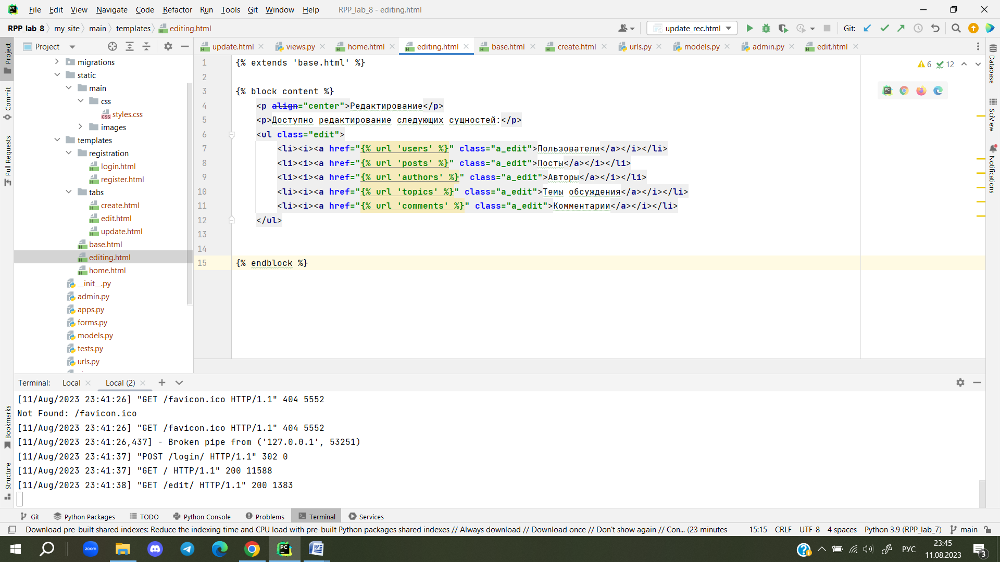 File Edit View Navigate Code Refactor Run Tools Git Window Help RPP_lab_8 - editing.html
RPP_lab_8 my_site main templates editing.html update_rec.html Git:
Project update.html views.py home.html editing.html base.html create.html urls.py models.py admin.py edit.html
Project
Commit
Pull Requests
Bookmarks
Structure
Database
SciView
Notifications
migrations
static
main
css
styles.css
images
templates
registration
login.html
register.html
tabs
create.html
edit.html
update.html
base.html
editing.html
home.html
__init__.py
admin.py
apps.py
forms.py
models.py
tests.py
urls.py
6 12
1 {% extends 'base.html' %}
2
3 {% block content %}
4 <p align="center">Редактирование</p>
5 <p>Доступно редактирование следующих сущностей:</p>
6 <ul class="edit">
7 <li><i><a href="{% url 'users' %}" class="a_edit">Пользователи</a></i></li>
8 <li><i><a href="{% url 'posts' %}" class="a_edit">Посты</a></i></li>
9 <li><i><a href="{% url 'authors' %}" class="a_edit">Авторы</a></i></li>
10 <li><i><a href="{% url 'topics' %}" class="a_edit">Темы обсуждения</a></i></li>
11 <li><i><a href="{% url 'comments' %}" class="a_edit">Комментарии</a></i></li>
12 </ul>
13
14
15 {% endblock %}
Terminal: Local Local (2)
[11/Aug/2023 23:41:26] "GET /favicon.ico HTTP/1.1" 404 5552
Not Found: /favicon.ico
[11/Aug/2023 23:41:26] "GET /favicon.ico HTTP/1.1" 404 5552
[11/Aug/2023 23:41:26,437] - Broken pipe from ('127.0.0.1', 53251)
[11/Aug/2023 23:41:37] "POST /login/ HTTP/1.1" 302 0
[11/Aug/2023 23:41:37] "GET / HTTP/1.1" 200 11588
[11/Aug/2023 23:41:38] "GET /edit/ HTTP/1.1" 200 1383
Git Python Packages TODO Python Console Problems Terminal Services
Download pre-built shared indexes: Reduce the indexing time and CPU load with pre-built Python packages shared indexes // Always download // Download once // Don't show again // Con... (23 minutes 15:15 CRLF UTF-8 4 spaces Python 3.9 (RPP_lab_7) main
zoom PC РУС 23:45
11.08.2023 3